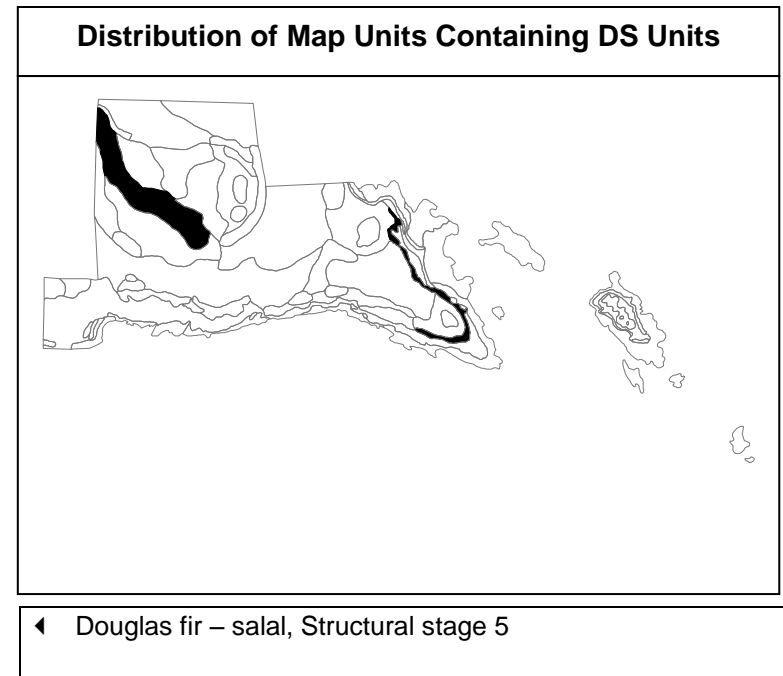 Distribution of Map Units Containing DS Units
Douglas fir – salal, Structural stage 5